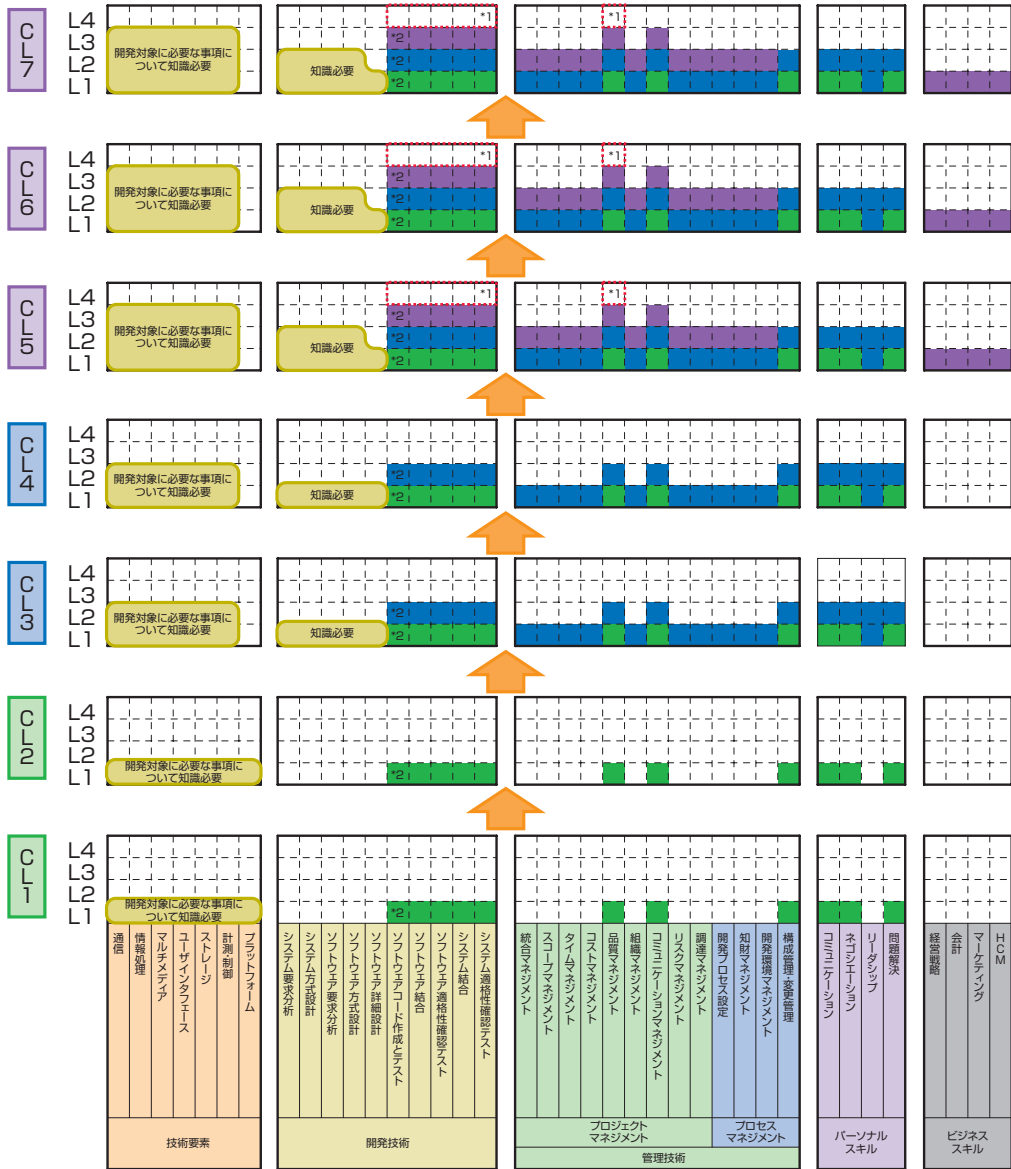 CL7
L4
L3
L2
L1
開発対象に必要な事項に
ついて知識必要
知識必要
*1
*2
*2
*2
*1
CL6
L4
L3
L2
L1
開発対象に必要な事項に
ついて知識必要
知識必要
*1
*2
*2
*2
*1
CL5
L4
L3
L2
L1
開発対象に必要な事項に
ついて知識必要
知識必要
*1
*2
*2
*2
*1
CL4
L4
L3
L2
L1
開発対象に必要な事項に
ついて知識必要
知識必要
*2
*2
CL3
L4
L3
L2
L1
開発対象に必要な事項に
ついて知識必要
知識必要
*2
*2
CL2
L4
L3
L2
L1
開発対象に必要な事項に
ついて知識必要
*2
CL1
L4
L3
L2
L1
開発対象に必要な事項に
ついて知識必要
*2
通信
情報処理
マルチメディア
ユーザインタフェース
ストレージ
計測・制御
プラットフォーム
技術要素
システム要求分析
システム方式設計
ソフトウェア要求分析
ソフトウェア方式設計
ソフトウェア詳細設計
ソフトウェアコード作成とテスト
ソフトウェア結合
ソフトウェア適格性確認テスト
システム結合
システム適格性確認テスト
開発技術
統合マネジメント
スコープマネジメント
タイムマネジメント
コストマネジメント
品質マネジメント
組織マネジメント
コミュニケーションマネジメント
リスクマネジメント
調達マネジメント
プロジェクト
マネジメント
開発プロセス設定
知財マネジメント
開発環境マネジメント
構成管理・変更管理
プロセス
マネジメント
管理技術
コミュニケーション
ネゴシエーション
リーダシップ
問題解決
パーソナル
スキル
経営戦略
会計
マーケティング
HCM
ビジネス
スキル